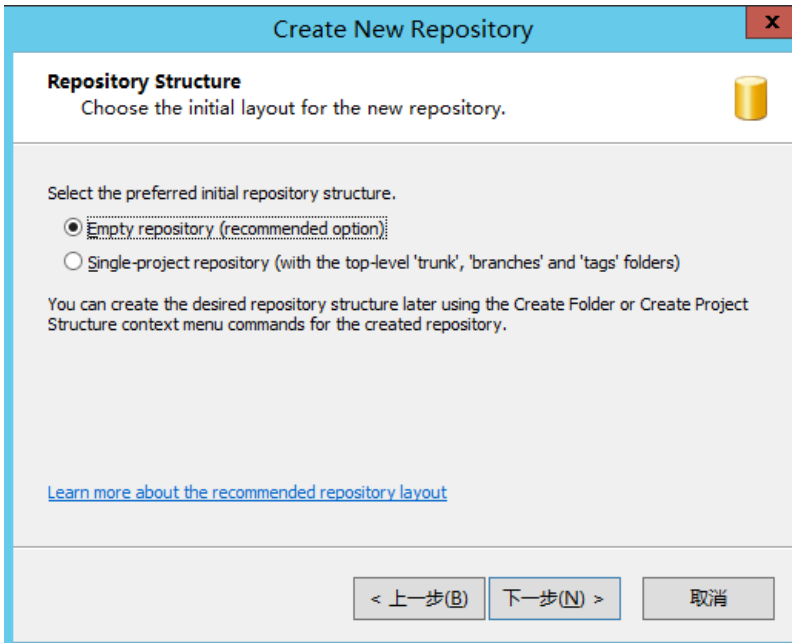 Create New Repository
x
Repository Structure
Choose the initial layout for the new repository.
Select the preferred initial repository structure.
Empty repository (recommended option)
Single-project repository (with the top-level 'trunk', 'branches' and 'tags' folders)
You can create the desired repository structure later using the Create Folder or Create Project
Structure context menu commands for the created repository.
Learn more about the recommended repository layout
< 上一步(B)
下一步(N) >
取消